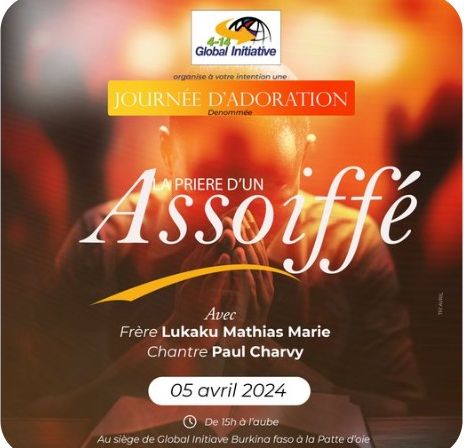 4-14
Global Initiative
organise à votre intention une
JOURNÉE D'ADORATION
Denommée
LA PRIERE D'UN
Assoiffé
Avec
Frère Lukaku Mathias Marie
Chantre Paul Charvy
05 avril 2024
De 15h à l'aube
Au siège de Global Initiave Burkina faso à la Patte d'oie